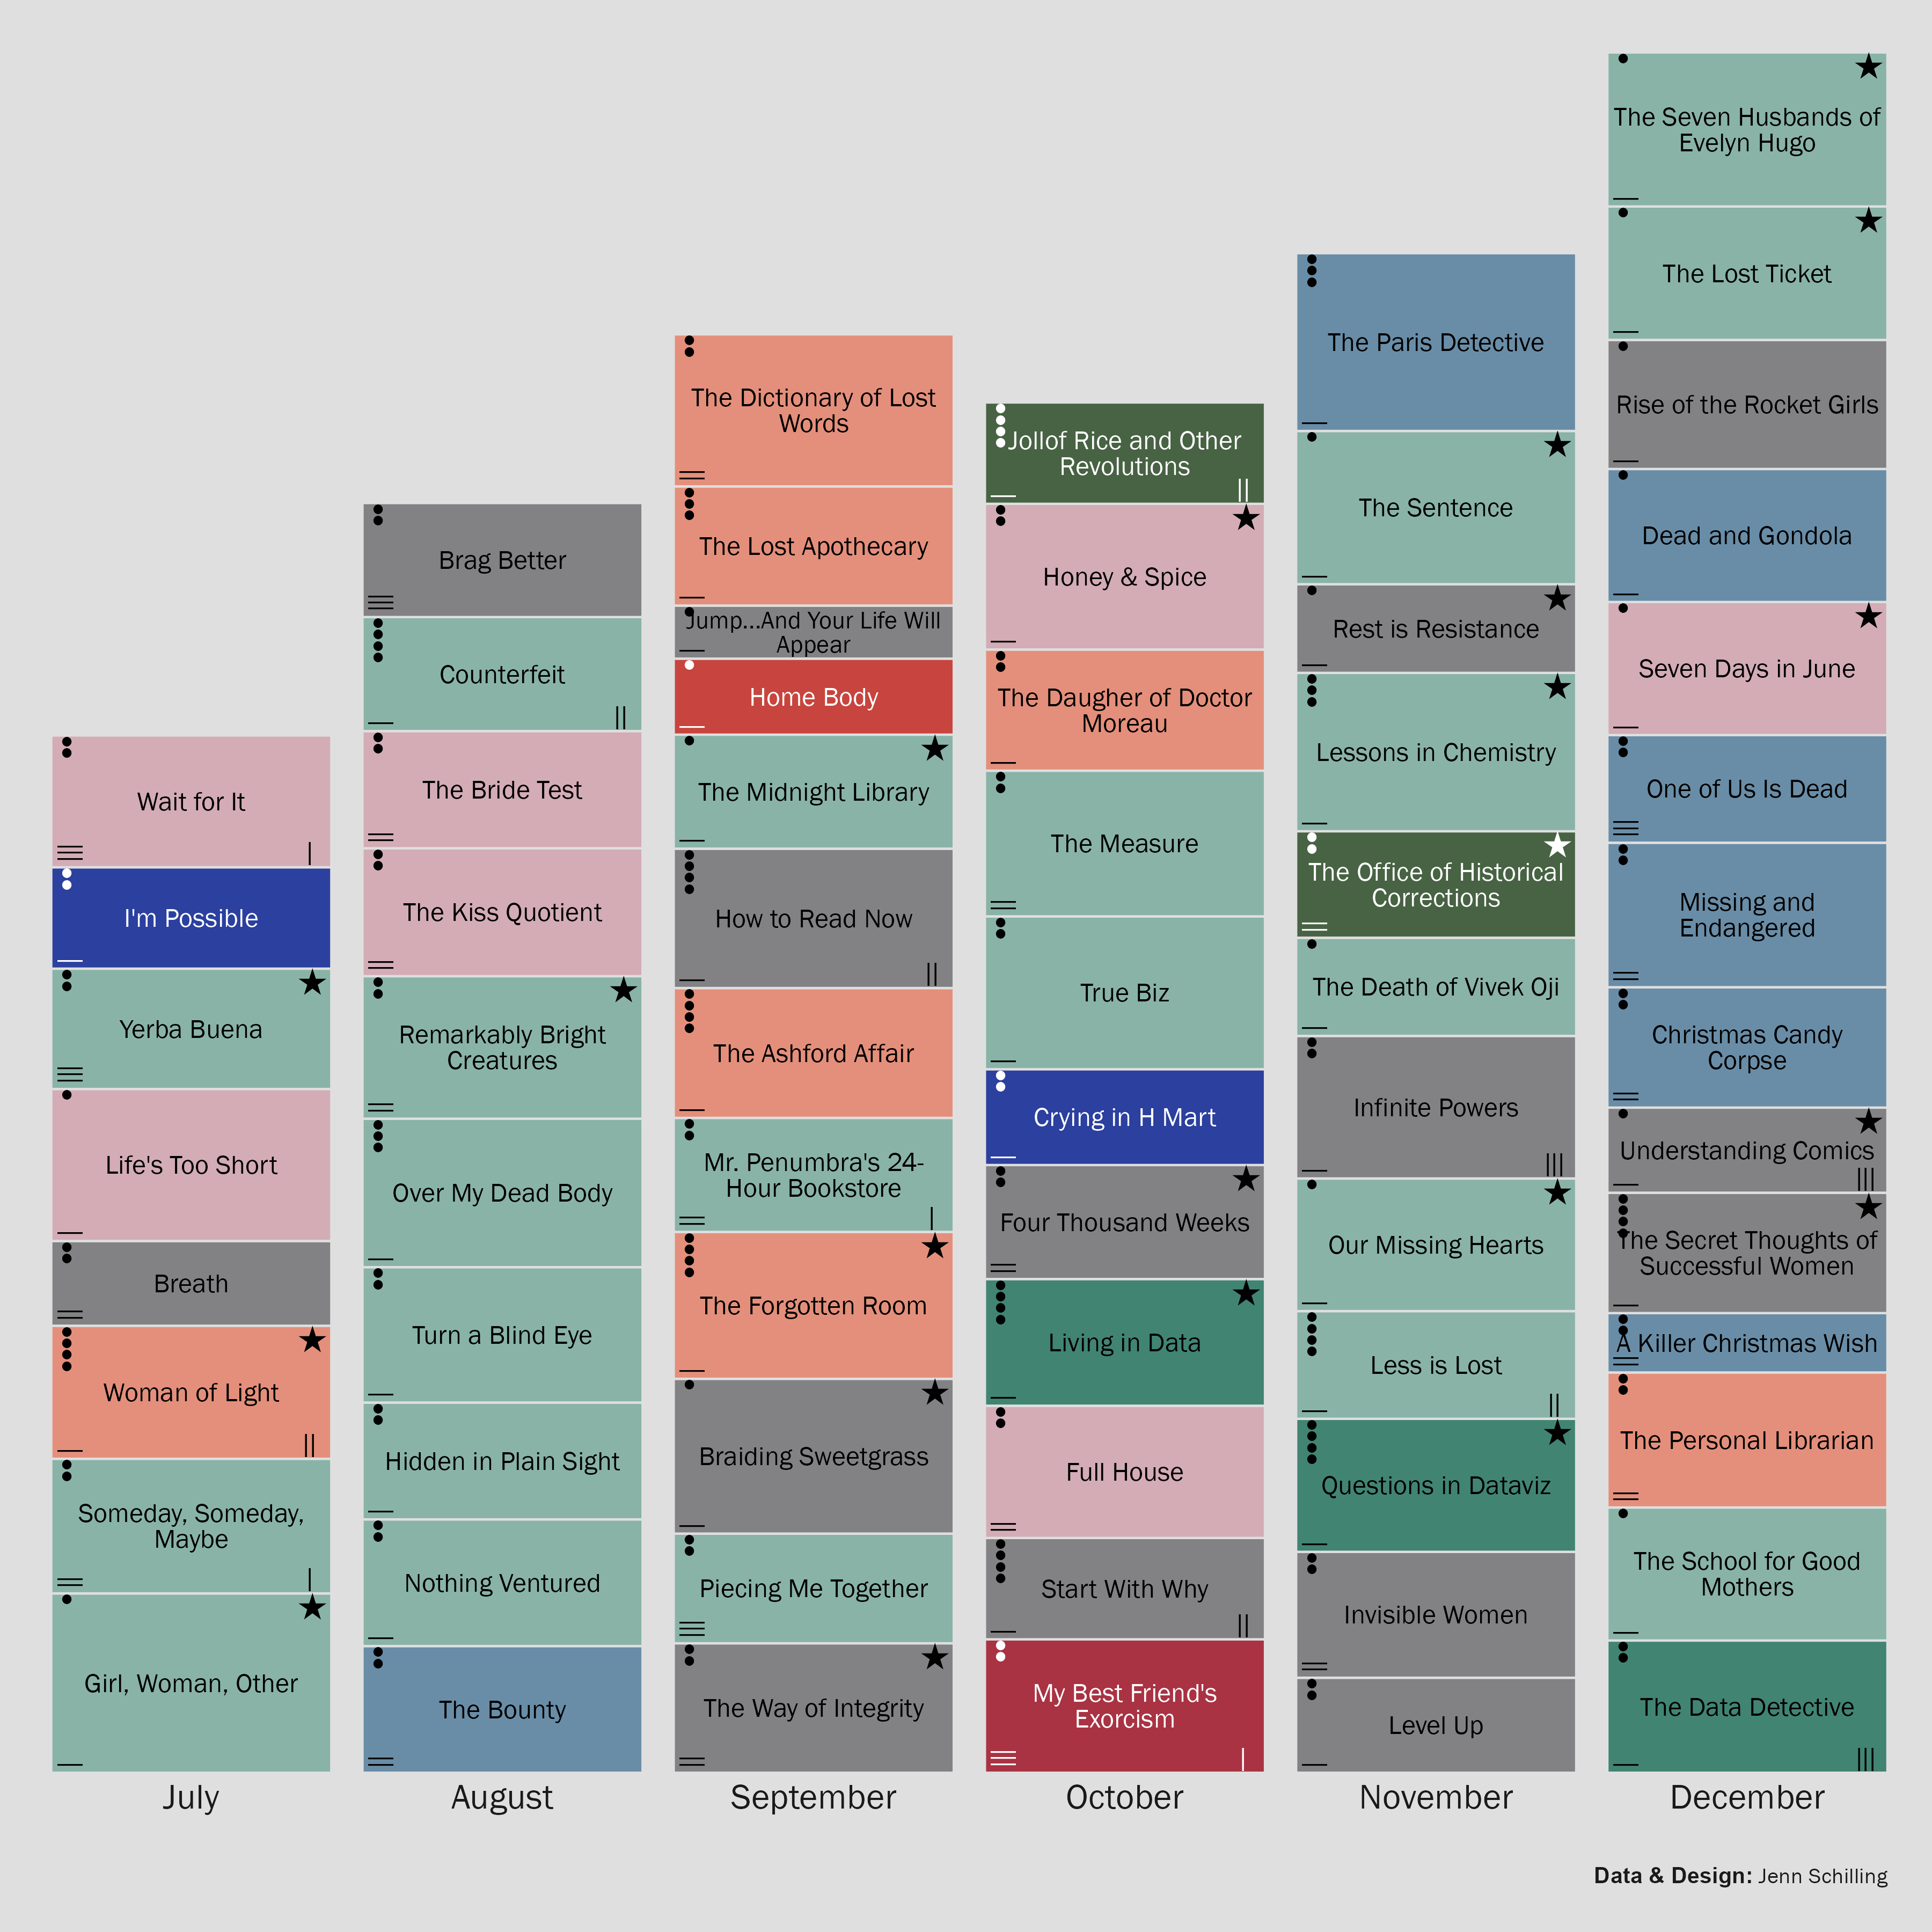 Wait for It
I'm Possible
Yerba Buena
Life's Too Short
Breath
Woman of Light
Someday, Someday,
Maybe
Girl, Woman, Other
July
Brag Better
Counterfeit
The Bride Test
The Kiss Quotient
Remarkably Bright
Creatures
Over My Dead Body
Turn a Blind Eye
Hidden in Plain Sight
Nothing Ventured
The Bounty
August
The Dictionary of Lost
Words
The Lost Apothecary
Jump...And Your Life Will
Appear
Home Body
The Midnight Library
How to Read Now
The Ashford Affair
Mr. Penumbra's 24-
Hour Bookstore
The Forgotten Room
Braiding Sweetgrass
Piecing Me Together
The Way of Integrity
September
Jollof Rice and Other
Revolutions
Honey & Spice
The Daugher of Doctor
Moreau
The Measure
True Biz
Crying in H Mart
Four Thousand Weeks
Living in Data
Full House
Start With Why
My Best Friend's
Exorcism
October
The Paris Detective
The Sentence
Rest is Resistance
Lessons in Chemistry
The Office of Historical
Corrections
The Death of Vivek Oji
Infinite Powers
Our Missing Hearts
Less is Lost
Questions in Dataviz
Invisible Women
Level Up
November
The Seven Husbands of
Evelyn Hugo
The Lost Ticket
Rise of the Rocket Girls
Dead and Gondola
Seven Days in June
One of Us Is Dead
Missing and
Endangered
Christmas Candy
Corpse
Understanding Comics
The Secret Thoughts of
Successful Women
A Killer Christmas Wish
The Personal Librarian
The School for Good
Mothers
The Data Detective
December
Data & Design: Jenn Schilling